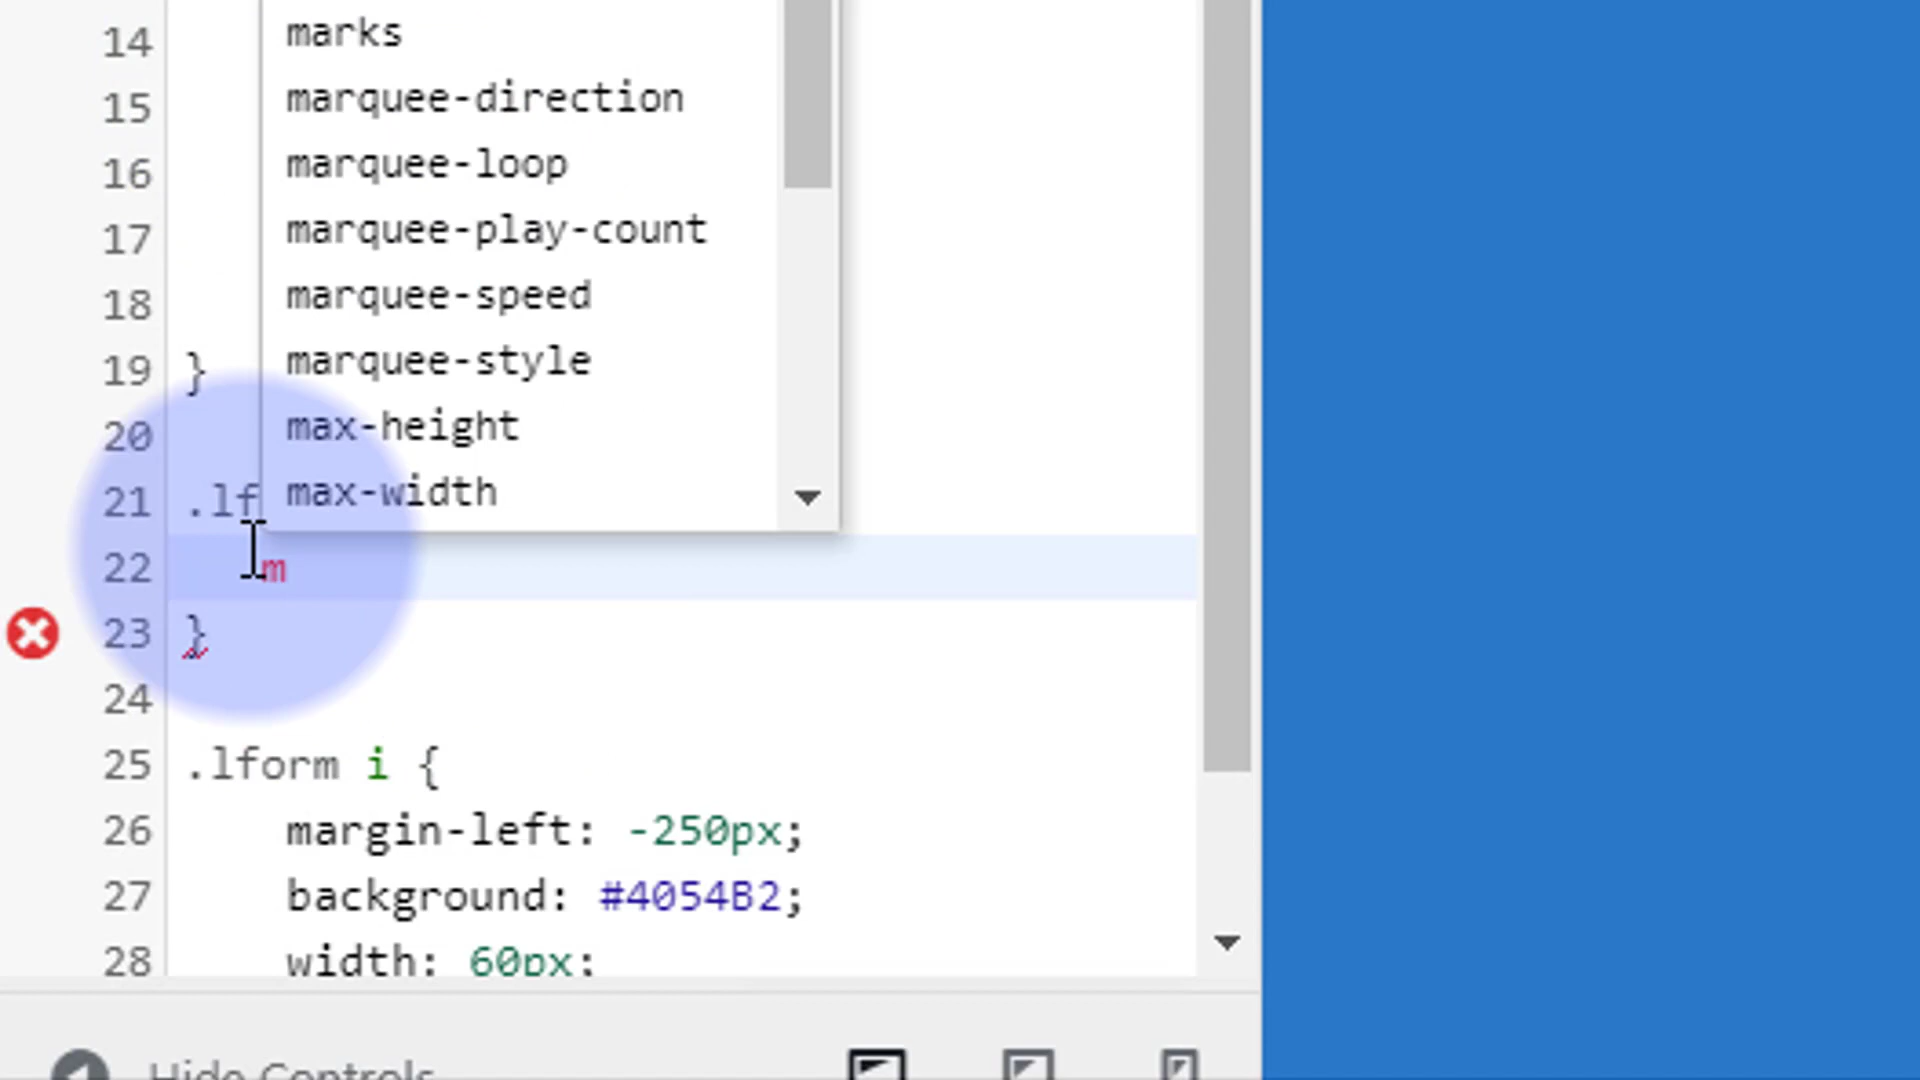 marks
14
marquee-direction
15
marquee-loop
16
marquee-play-count
17
marquee-speed
18
marquee-style
19 }
max-height
20
max-width
21 .lf
22 m
23 }
24
25 .lform i {
26 margin-left: -250px;
27 background: #4054B2;
28 width: 60px;
Hide Controls